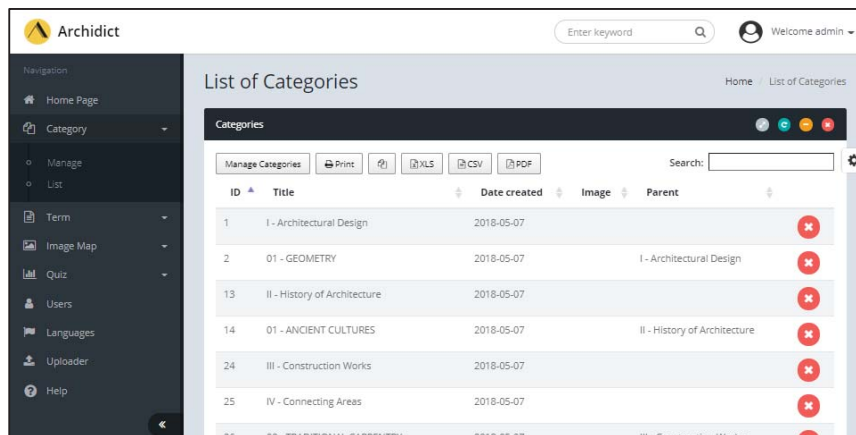 Archidict
Enter keyword
Welcome admin
Navigation
Home Page
Category
Manage
List
Term
Image Map
Quiz
Users
Languages
Uploader
Help
List of Categories
Home / List of Categories
Categories
Manage Categories Print XLS CSV PDF Search:
ID Title Date created Image Parent
1 I - Architectural Design 2018-05-07
2 01 - GEOMETRY 2018-05-07 I - Architectural Design
13 II - History of Architecture 2018-05-07
14 01 - ANCIENT CULTURES 2018-05-07 II - History of Architecture
24 III - Construction Works 2018-05-07
25 IV - Connecting Areas 2018-05-07